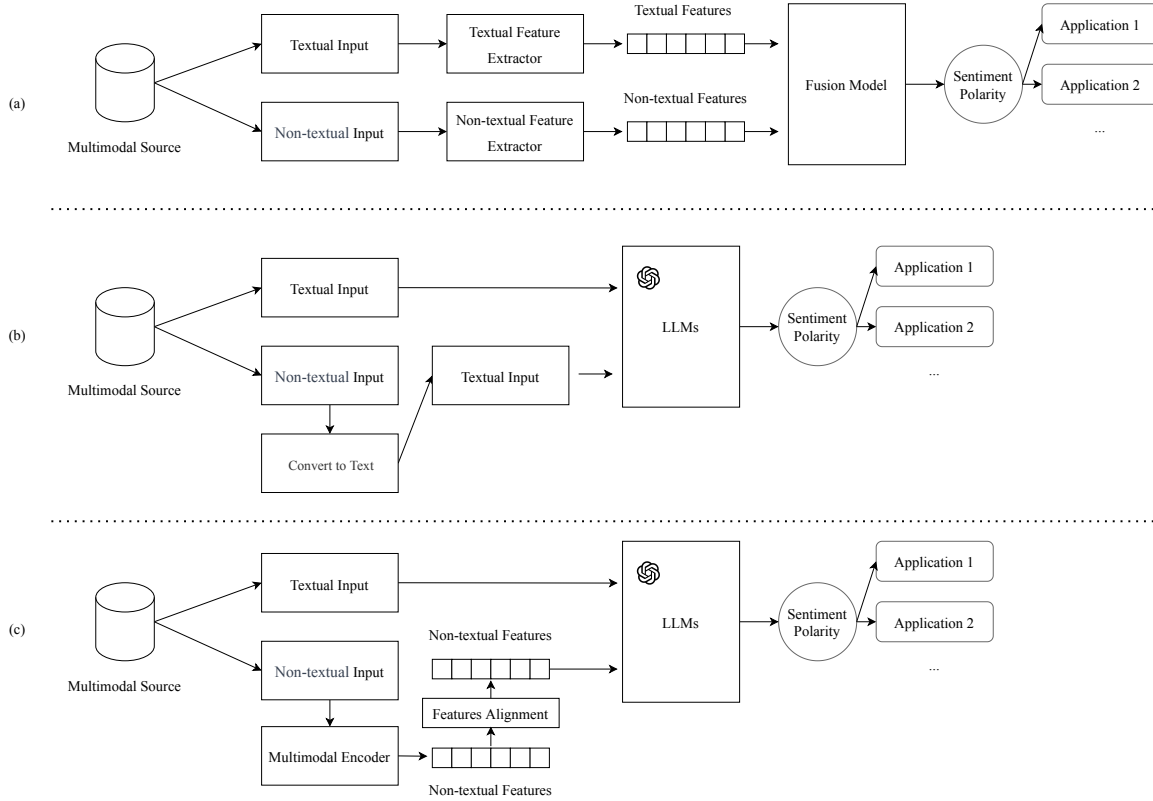 (a)
Multimodal Source
Textual Input
Non-textual Input
Textual Feature
Extractor
Non-textual Feature
Extractor
Textual Features
Non-textual Features
Fusion Model
Sentiment
Polarity
Application 1
Application 2
...
(b)
Multimodal Source
Textual Input
Non-textual Input
Convert to Text
Textual Input
LLMs
Sentiment
Polarity
Application 1
Application 2
...
(c)
Multimodal Source
Textual Input
Non-textual Input
Multimodal Encoder
Non-textual Features
Features Alignment
Non-textual Features
LLMs
Sentiment
Polarity
Application 1
Application 2
...